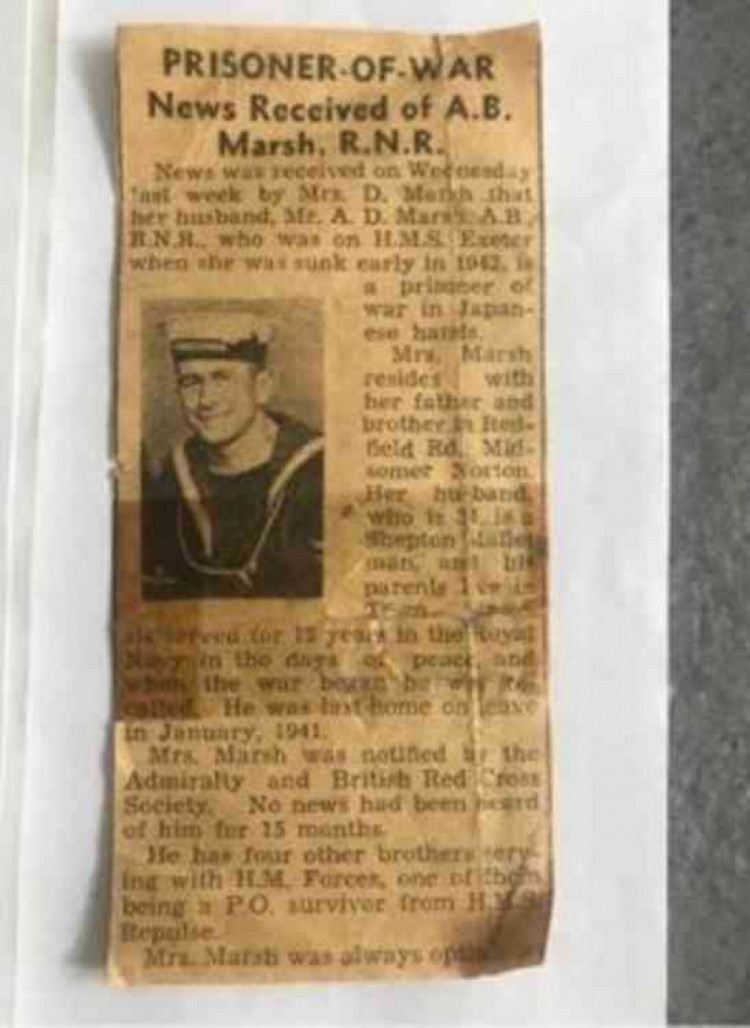 PRISONER-OF-WAR
News Received of A.B.
Marsh, R.N.R.
News was received on Wednesday
last week by Mrs. D. Marsh that
her husband, Mr. A. D. Marsh, A.B.,
R.N.R., who was on H.M.S. Exeter
when she was sunk early in 1942, is
a prisoner of
war in Japan-
ese hands.
Mrs. Marsh
resides with
her father and
brother in Red-
field Rd., Mid-
somer Norton.
Her husband,
who is 31, is a
Shepton Mallet
man, and his
parents live in
served for 12 years in the Royal
Navy in the days of peace, and
when the war began he was re-
called. He was last home on leave
in January, 1941.
Mrs. Marsh was notified by the
Admiralty and British Red Cross
Society. No news had been heard
of him for 15 months.
He has four other brothers serv-
ing with H.M. Forces, one of them
being a P.O. survivor from H.M.S.
Repulse.
Mrs. Marsh was always